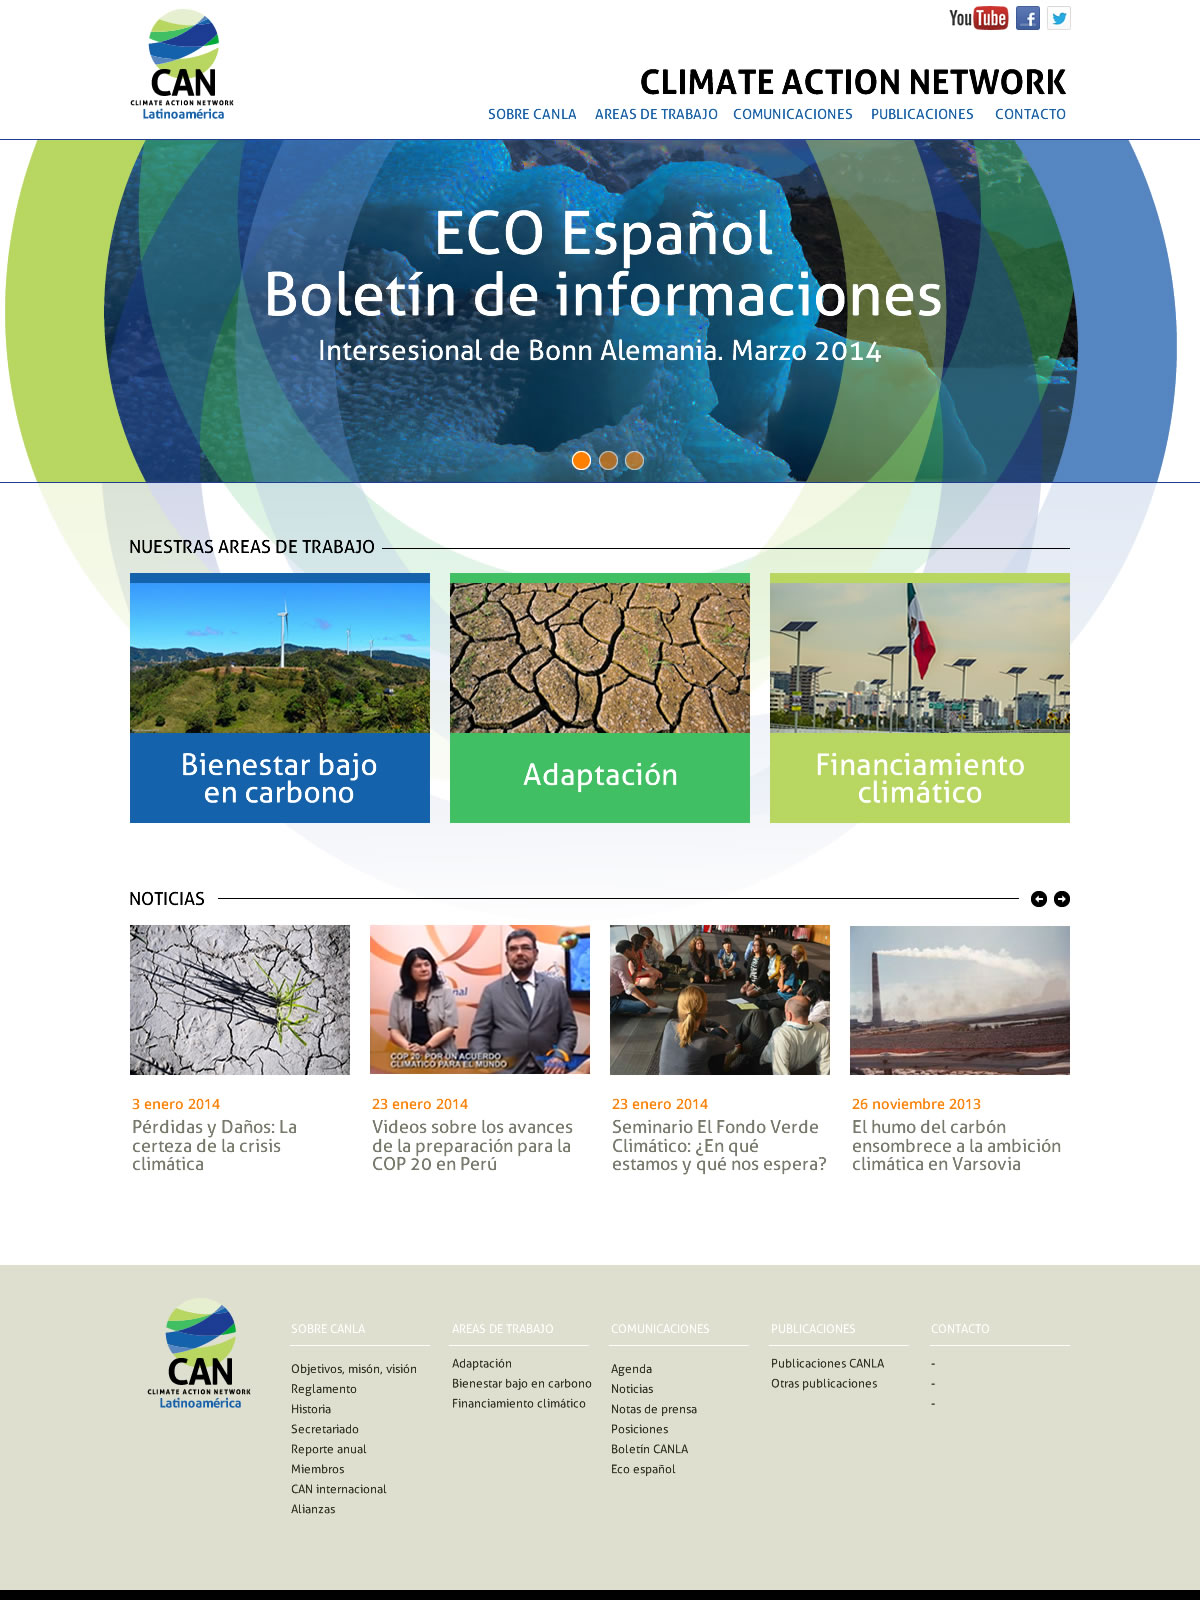 YouTube
CAN
CLIMATE ACTION NETWORK
Latinoamérica
CLIMATE ACTION NETWORK
SOBRE CANLA AREAS DE TRABAJO COMUNICACIONES PUBLICACIONES CONTACTO
ECO Español
Boletín de informaciones
Intersesional de Bonn Alemania. Marzo 2014
NUESTRAS AREAS DE TRABAJO
Bienestar bajo
en carbono
Adaptación
Financiamiento
climático
NOTICIAS
COP 20: POR UN ACUERDO
CLIMATICO PARA EL MUNDO
3 enero 2014
Pérdidas y Daños: La
certeza de la crisis
climática
23 enero 2014
Videos sobre los avances
de la preparación para la
COP 20 en Perú
23 enero 2014
Seminario El Fondo Verde
Climático: ¿En qué
estamos y qué nos espera?
26 noviembre 2013
El humo del carbón
ensombrece a la ambición
climática en Varsovia
CAN
CLIMATE ACTION NETWORK
Latinoamérica
SOBRE CANLA
Objetivos, misón, visión
Reglamento
Historia
Secretariado
Reporte anual
Miembros
CAN internacional
Alianzas
AREAS DE TRABAJO
Adaptación
Bienestar bajo en carbono
Financiamiento climático
COMUNICACIONES
Agenda
Noticias
Notas de prensa
Posiciones
Boletin CANLA
Eco español
PUBLICACIONES
Publicaciones CANLA
Otras publicaciones
CONTACTO
-
-
-